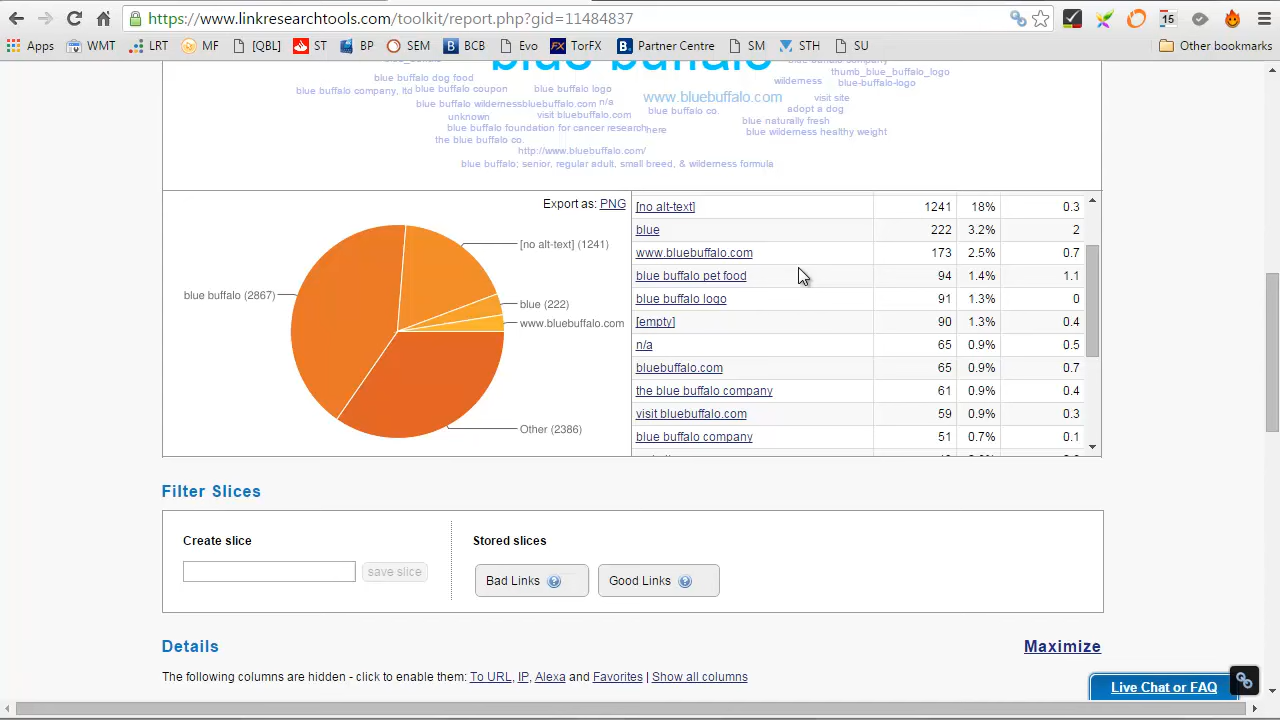 https://www.linkresearchtools.com/toolkit/report.php?gid=11484837
15
Apps WMT LRT MF [QBL] ST BP SEM BCB Evo TorFX Partner Centre SM STH SU Other bookmarks
blue buffalo
thumb_blue_buffalo_logo
blue buffalo dog food wilderness blue-buffalo-logo
blue buffalo company, ltd blue buffalo coupon blue buffalo logo
www.bluebuffalo.com visit site
blue buffalo wilderness bluebuffalo.com n/a blue buffalo co. adopt a dog
unknown visit bluebuffalo.com blue naturally fresh
blue buffalo foundation for cancer research here blue wilderness healthy weight
the blue buffalo co.
http://www.bluebuffalo.com/
blue buffalo; senior, regular adult, small breed, & wilderness formula
Export as: PNG
[no alt-text] (1241)
blue buffalo (2867)
blue (222)
www.bluebuffalo.com
Other (2386)
[no alt-text] 1241 18% 0.3
blue 222 3.2% 2
www.bluebuffalo.com 173 2.5% 0.7
blue buffalo pet food 94 1.4% 1.1
blue buffalo logo 91 1.3% 0
[empty] 90 1.3% 0.4
n/a 65 0.9% 0.5
bluebuffalo.com 65 0.9% 0.7
the blue buffalo company 61 0.9% 0.4
visit bluebuffalo.com 59 0.9% 0.3
blue buffalo company 51 0.7% 0.1
Filter Slices
Create slice Stored slices
save slice Bad Links ? Good Links ?
Details Maximize
The following columns are hidden - click to enable them: To URL, IP, Alexa and Favorites | Show all columns
Live Chat or FAQ